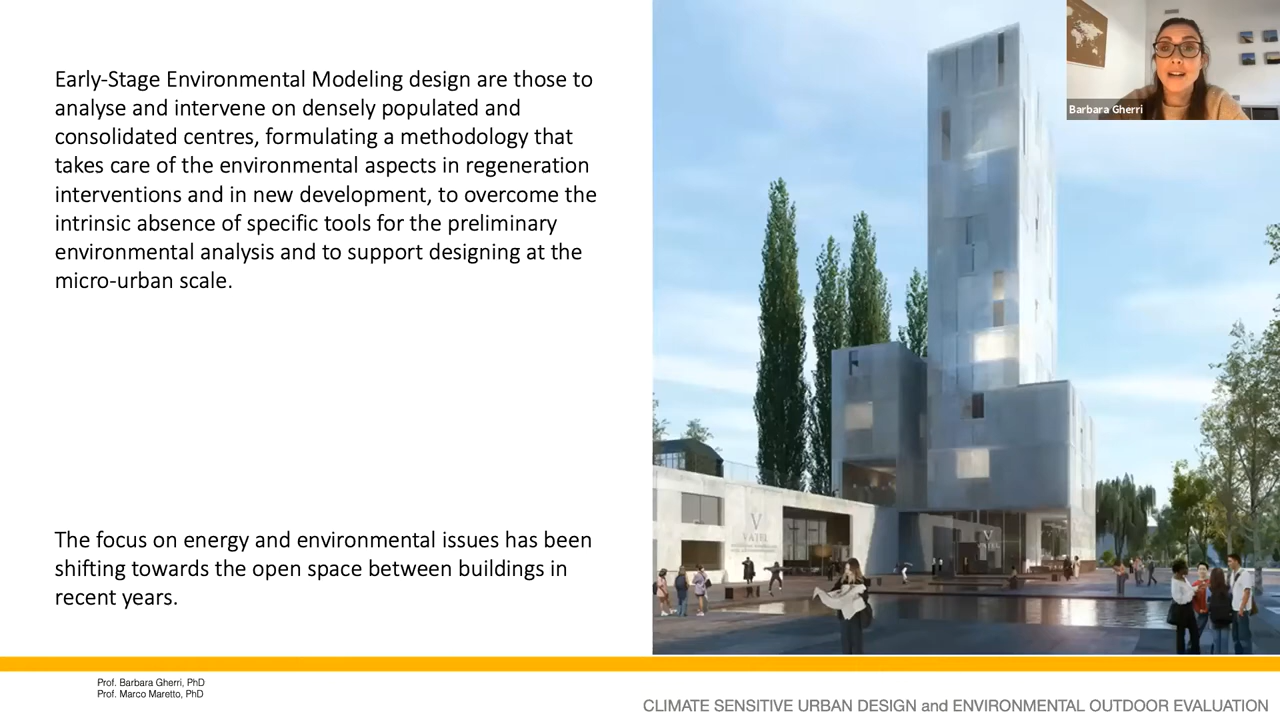 Early-Stage Environmental Modeling design are those to
analyse and intervene on densely populated and
consolidated centres, formulating a methodology that
takes care of the environmental aspects in regeneration
interventions and in new development, to overcome the
intrinsic absence of specific tools for the preliminary
environmental analysis and to support designing at the
micro-urban scale.
The focus on energy and environmental issues has been
shifting towards the open space between buildings in
recent years.
Barbara Gherri
V
VATEL
V
VATEL
Prof. Barbara Gherri, PhD
Prof. Marco Maretto, PhD
CLIMATE SENSITIVE URBAN DESIGN and ENVIRONMENTAL OUTDOOR EVALUATION